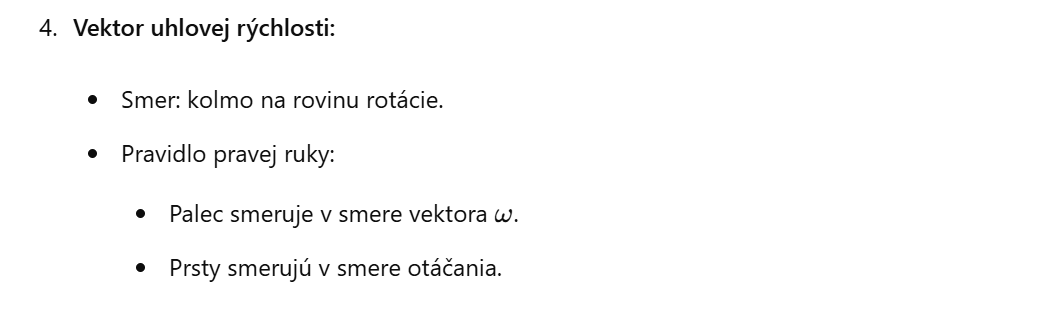 4. Vektor uhlovej rýchlosti:
• Smer: kolmo na rovinu rotácie.
• Pravidlo pravej ruky:
• Palec smeruje v smere vektora ω.
• Prsty smerujú v smere otáčania.